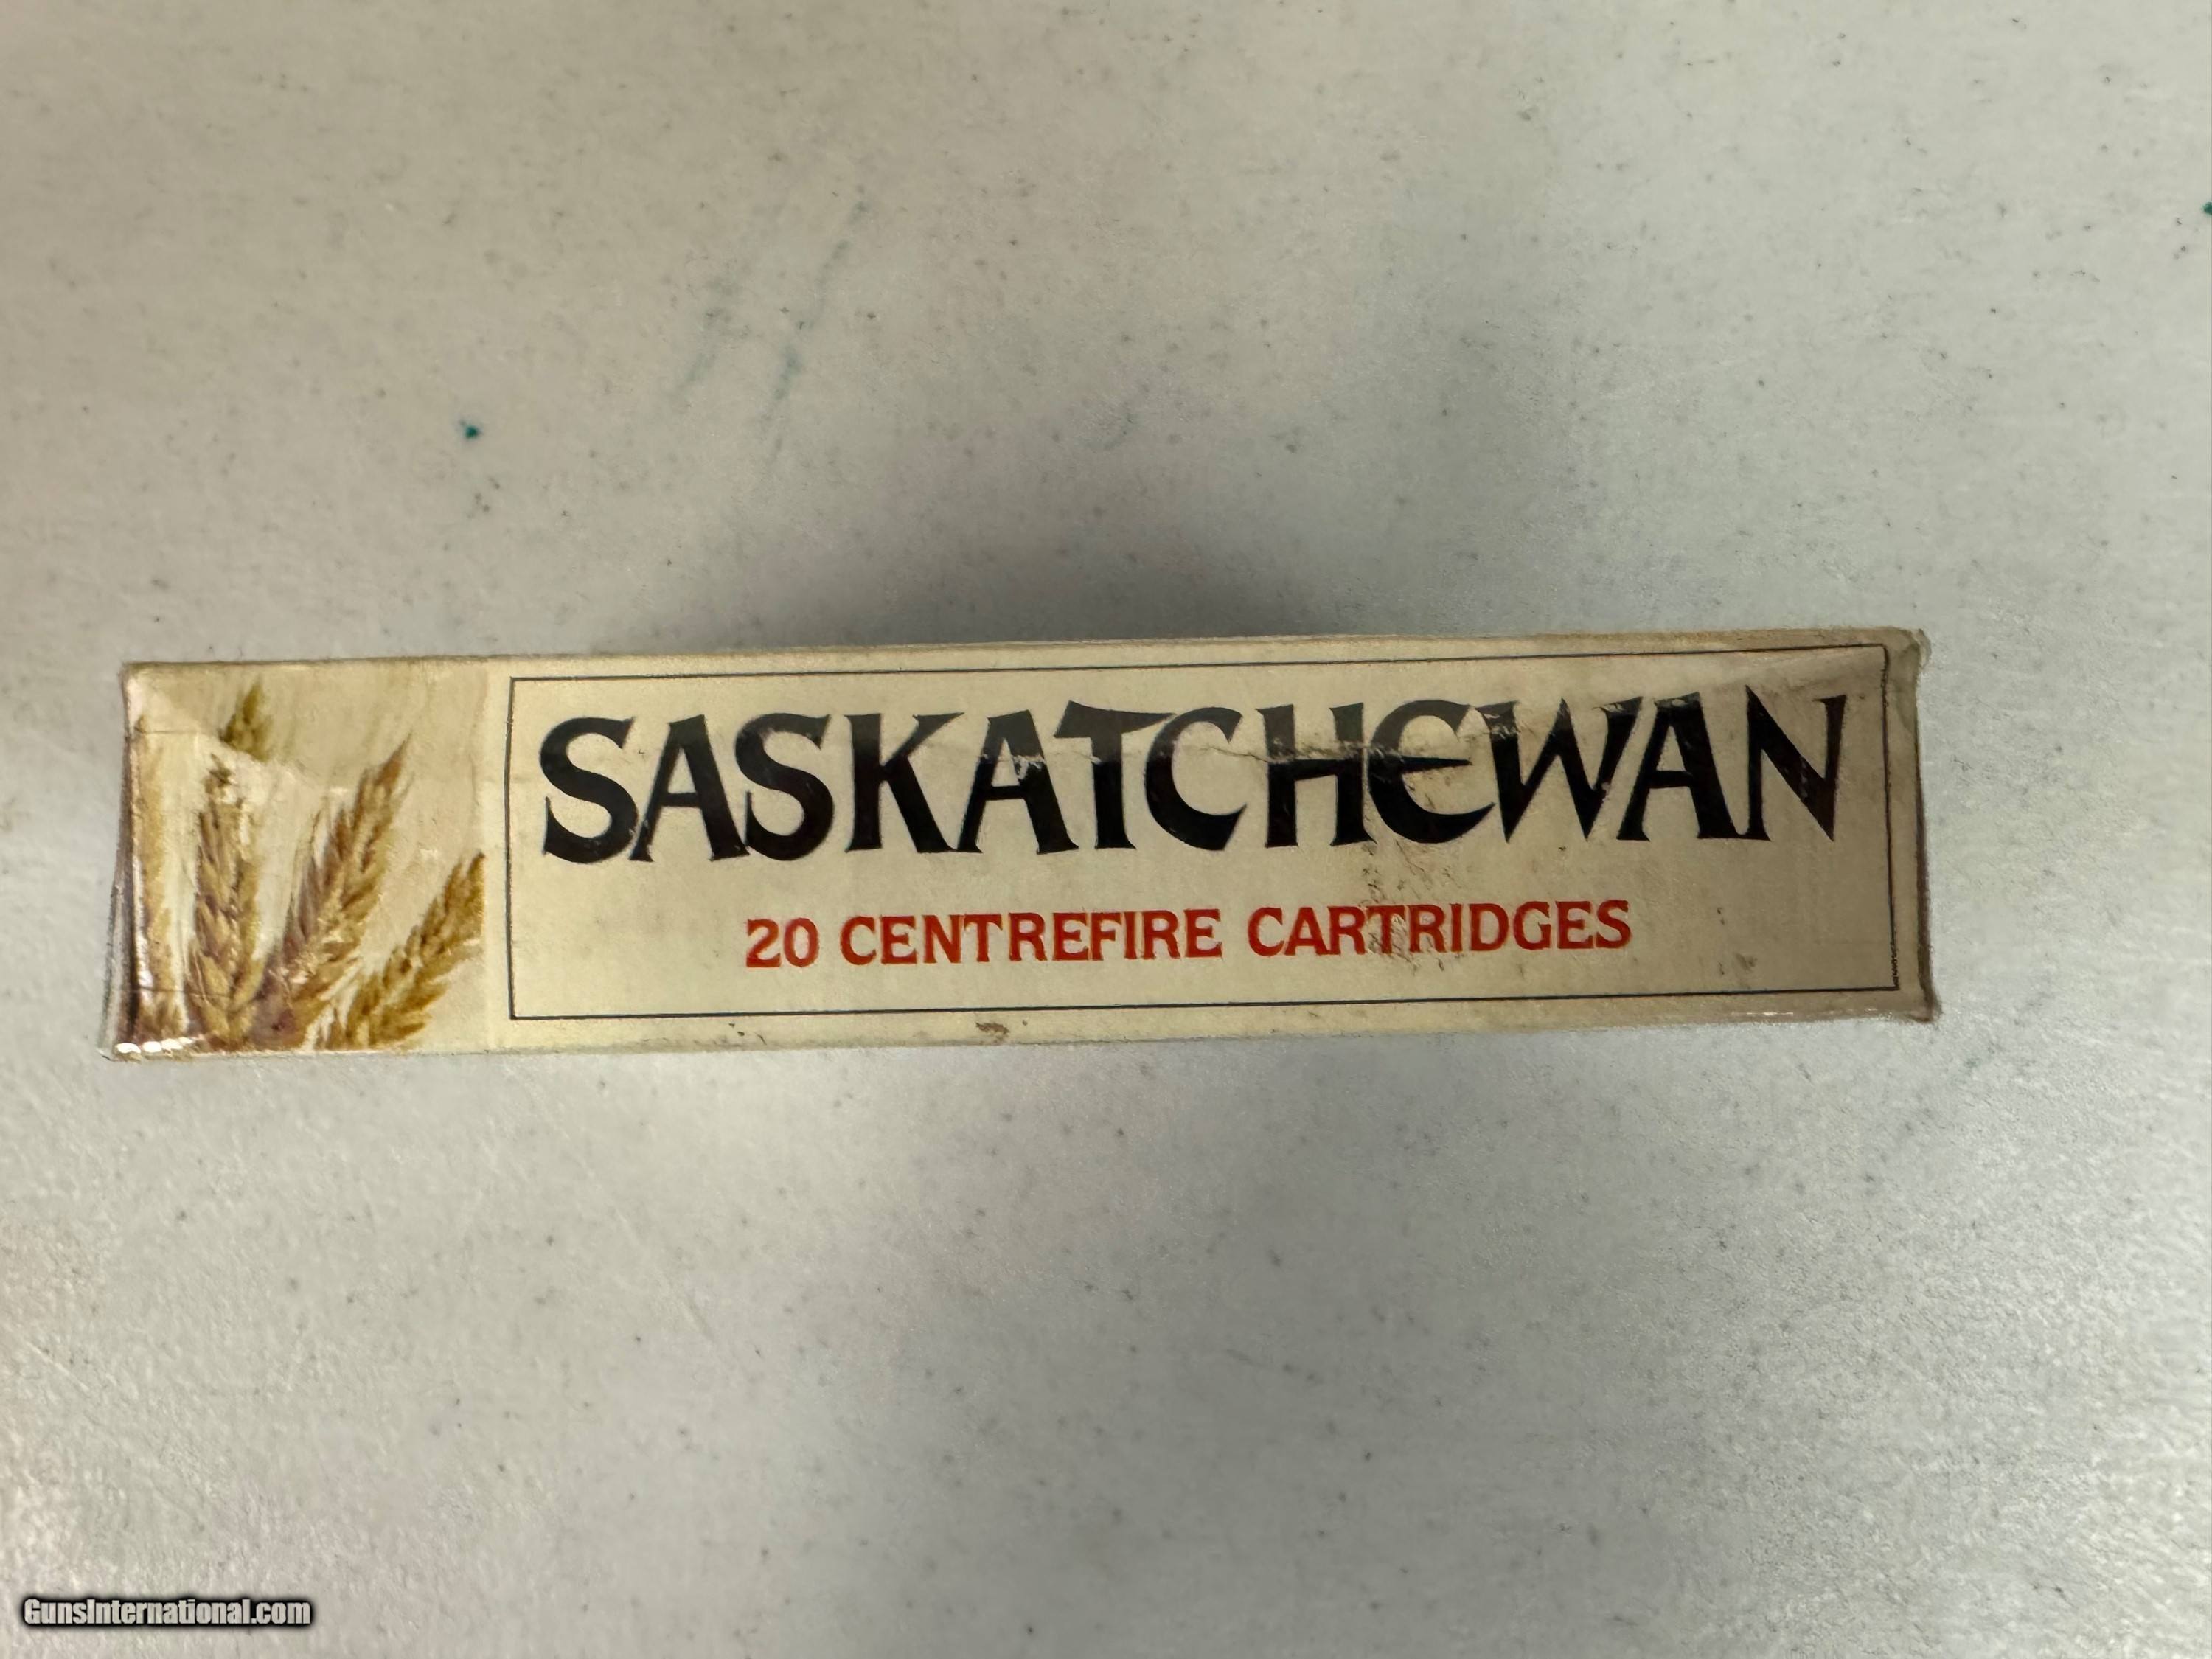 SASKATCHEWAN
20 CENTREFIRE CARTRIDGES
GunsInternational.com